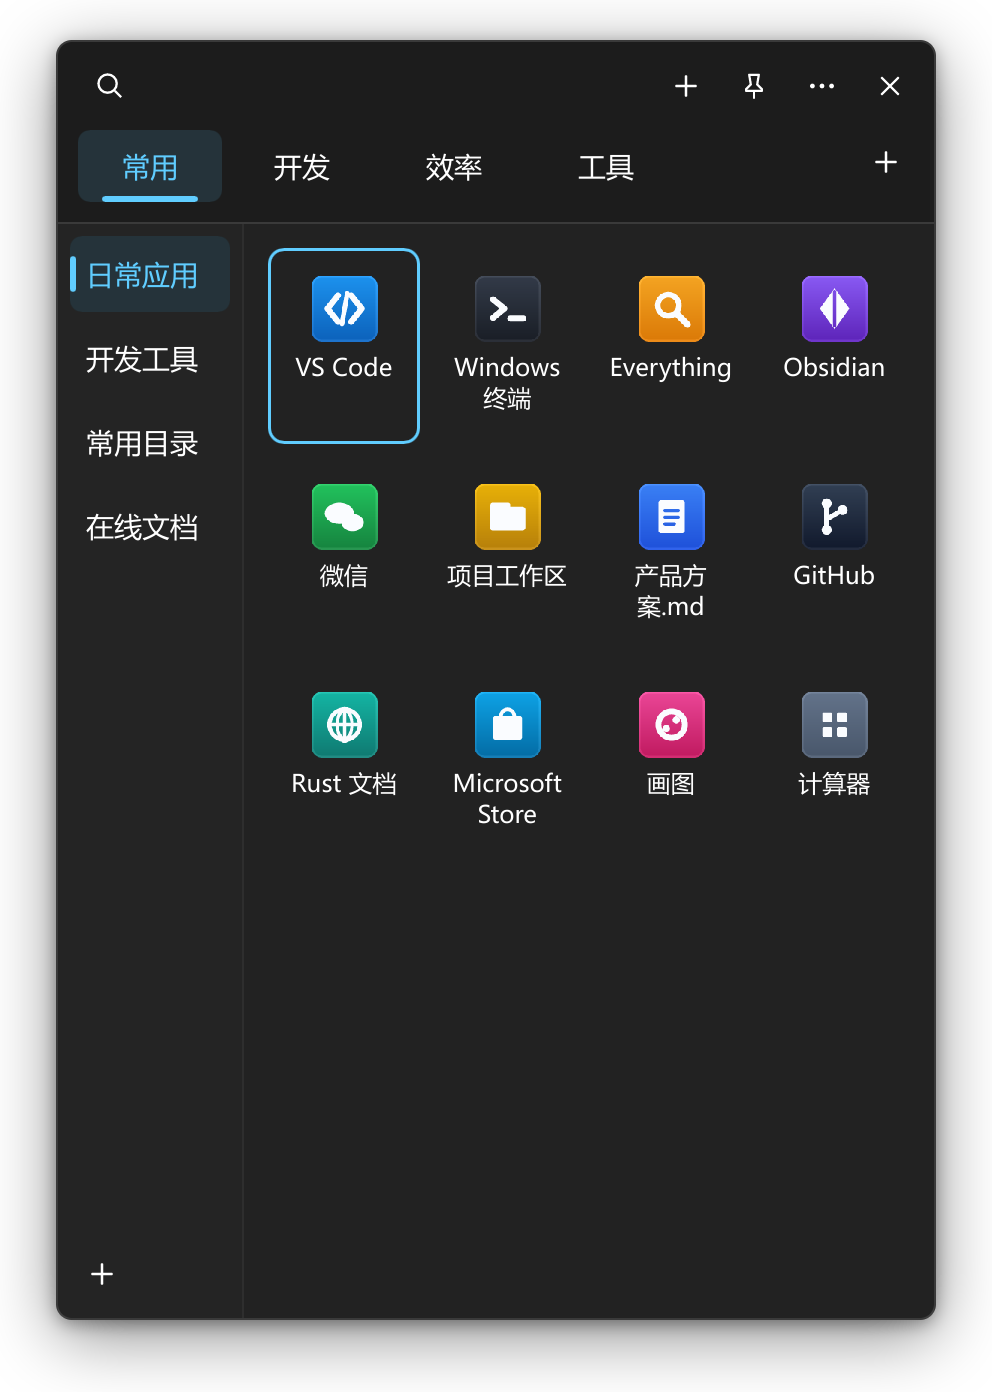 常用
开发
效率
工具
日常应用
开发工具
常用目录
在线文档
VS Code
Windows
终端
Everything
Obsidian
微信
项目工作区
产品方
案.md
GitHub
Rust 文档
Microsoft
Store
画图
计算器